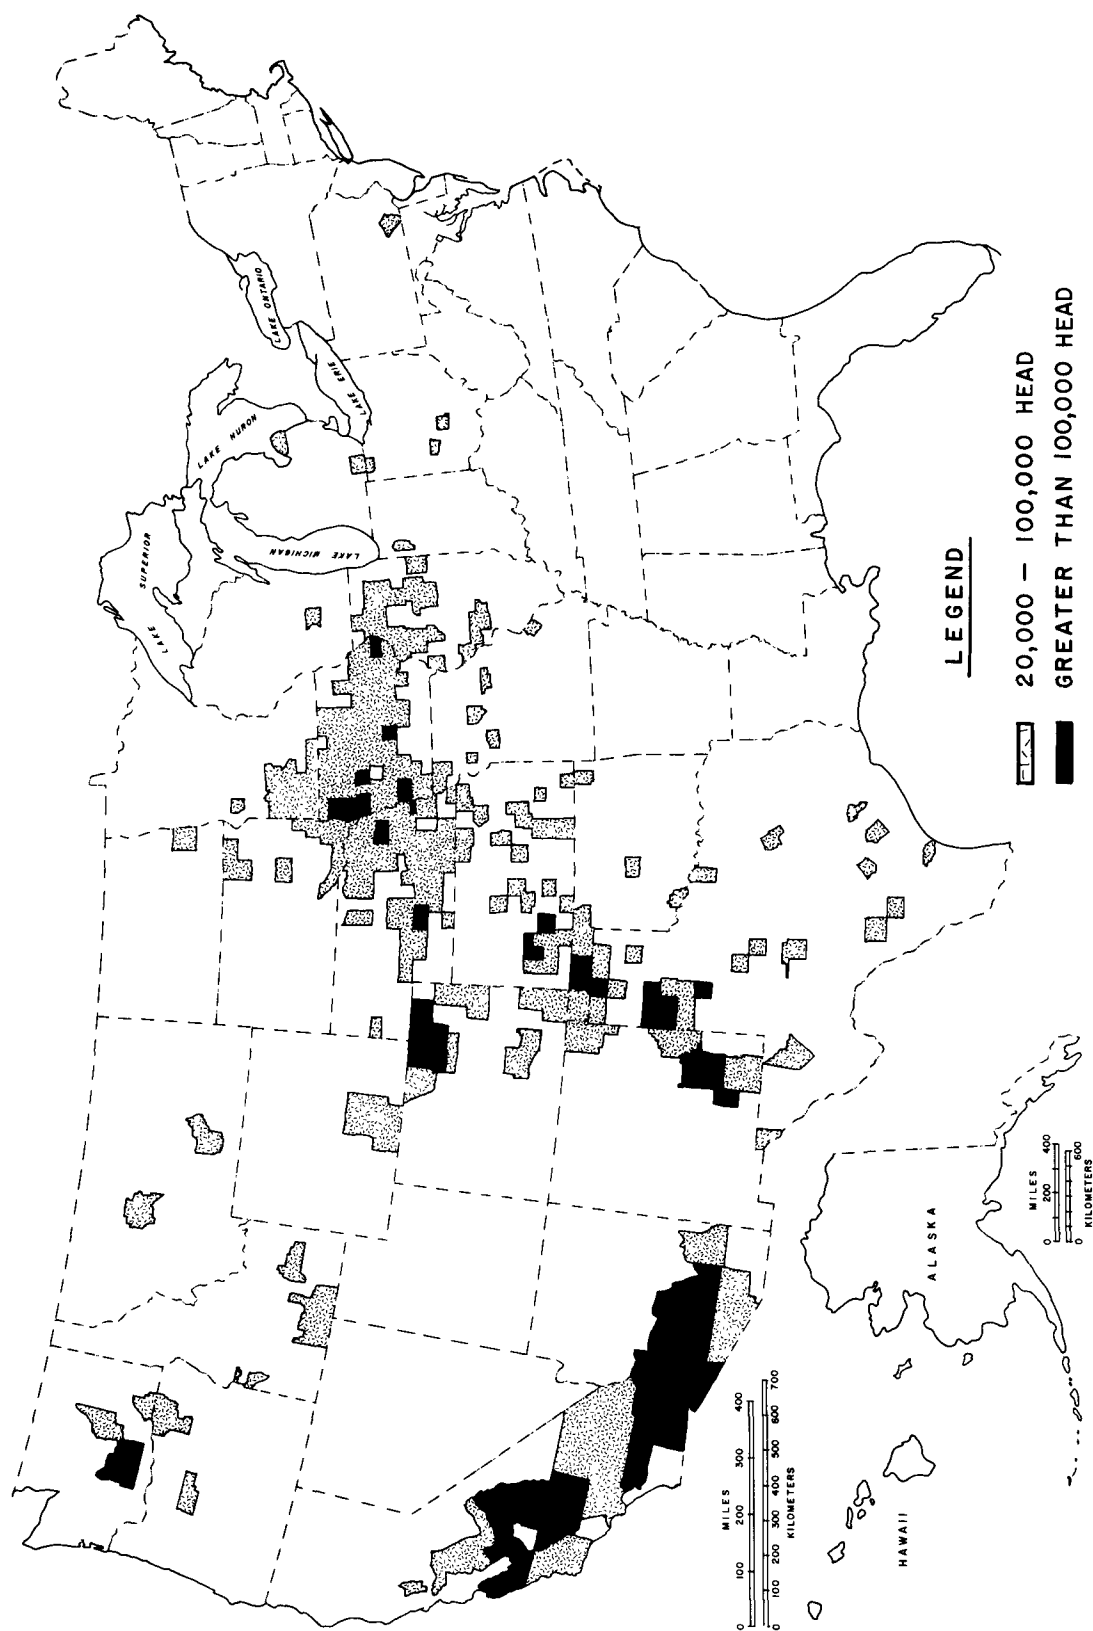 LAKE SUPERIOR
LAKE MICHIGAN
LAKE HURON
LAKE ERIE
LAKE ONTARIO
LEGEND
20,000 – 100,000 HEAD
GREATER THAN 100,000 HEAD
MILES
0 100 200 300 400
0 100 200 300 400 500 600 700
KILOMETERS
HAWAII
ALASKA
MILES
0 200 400
0 600
KILOMETERS